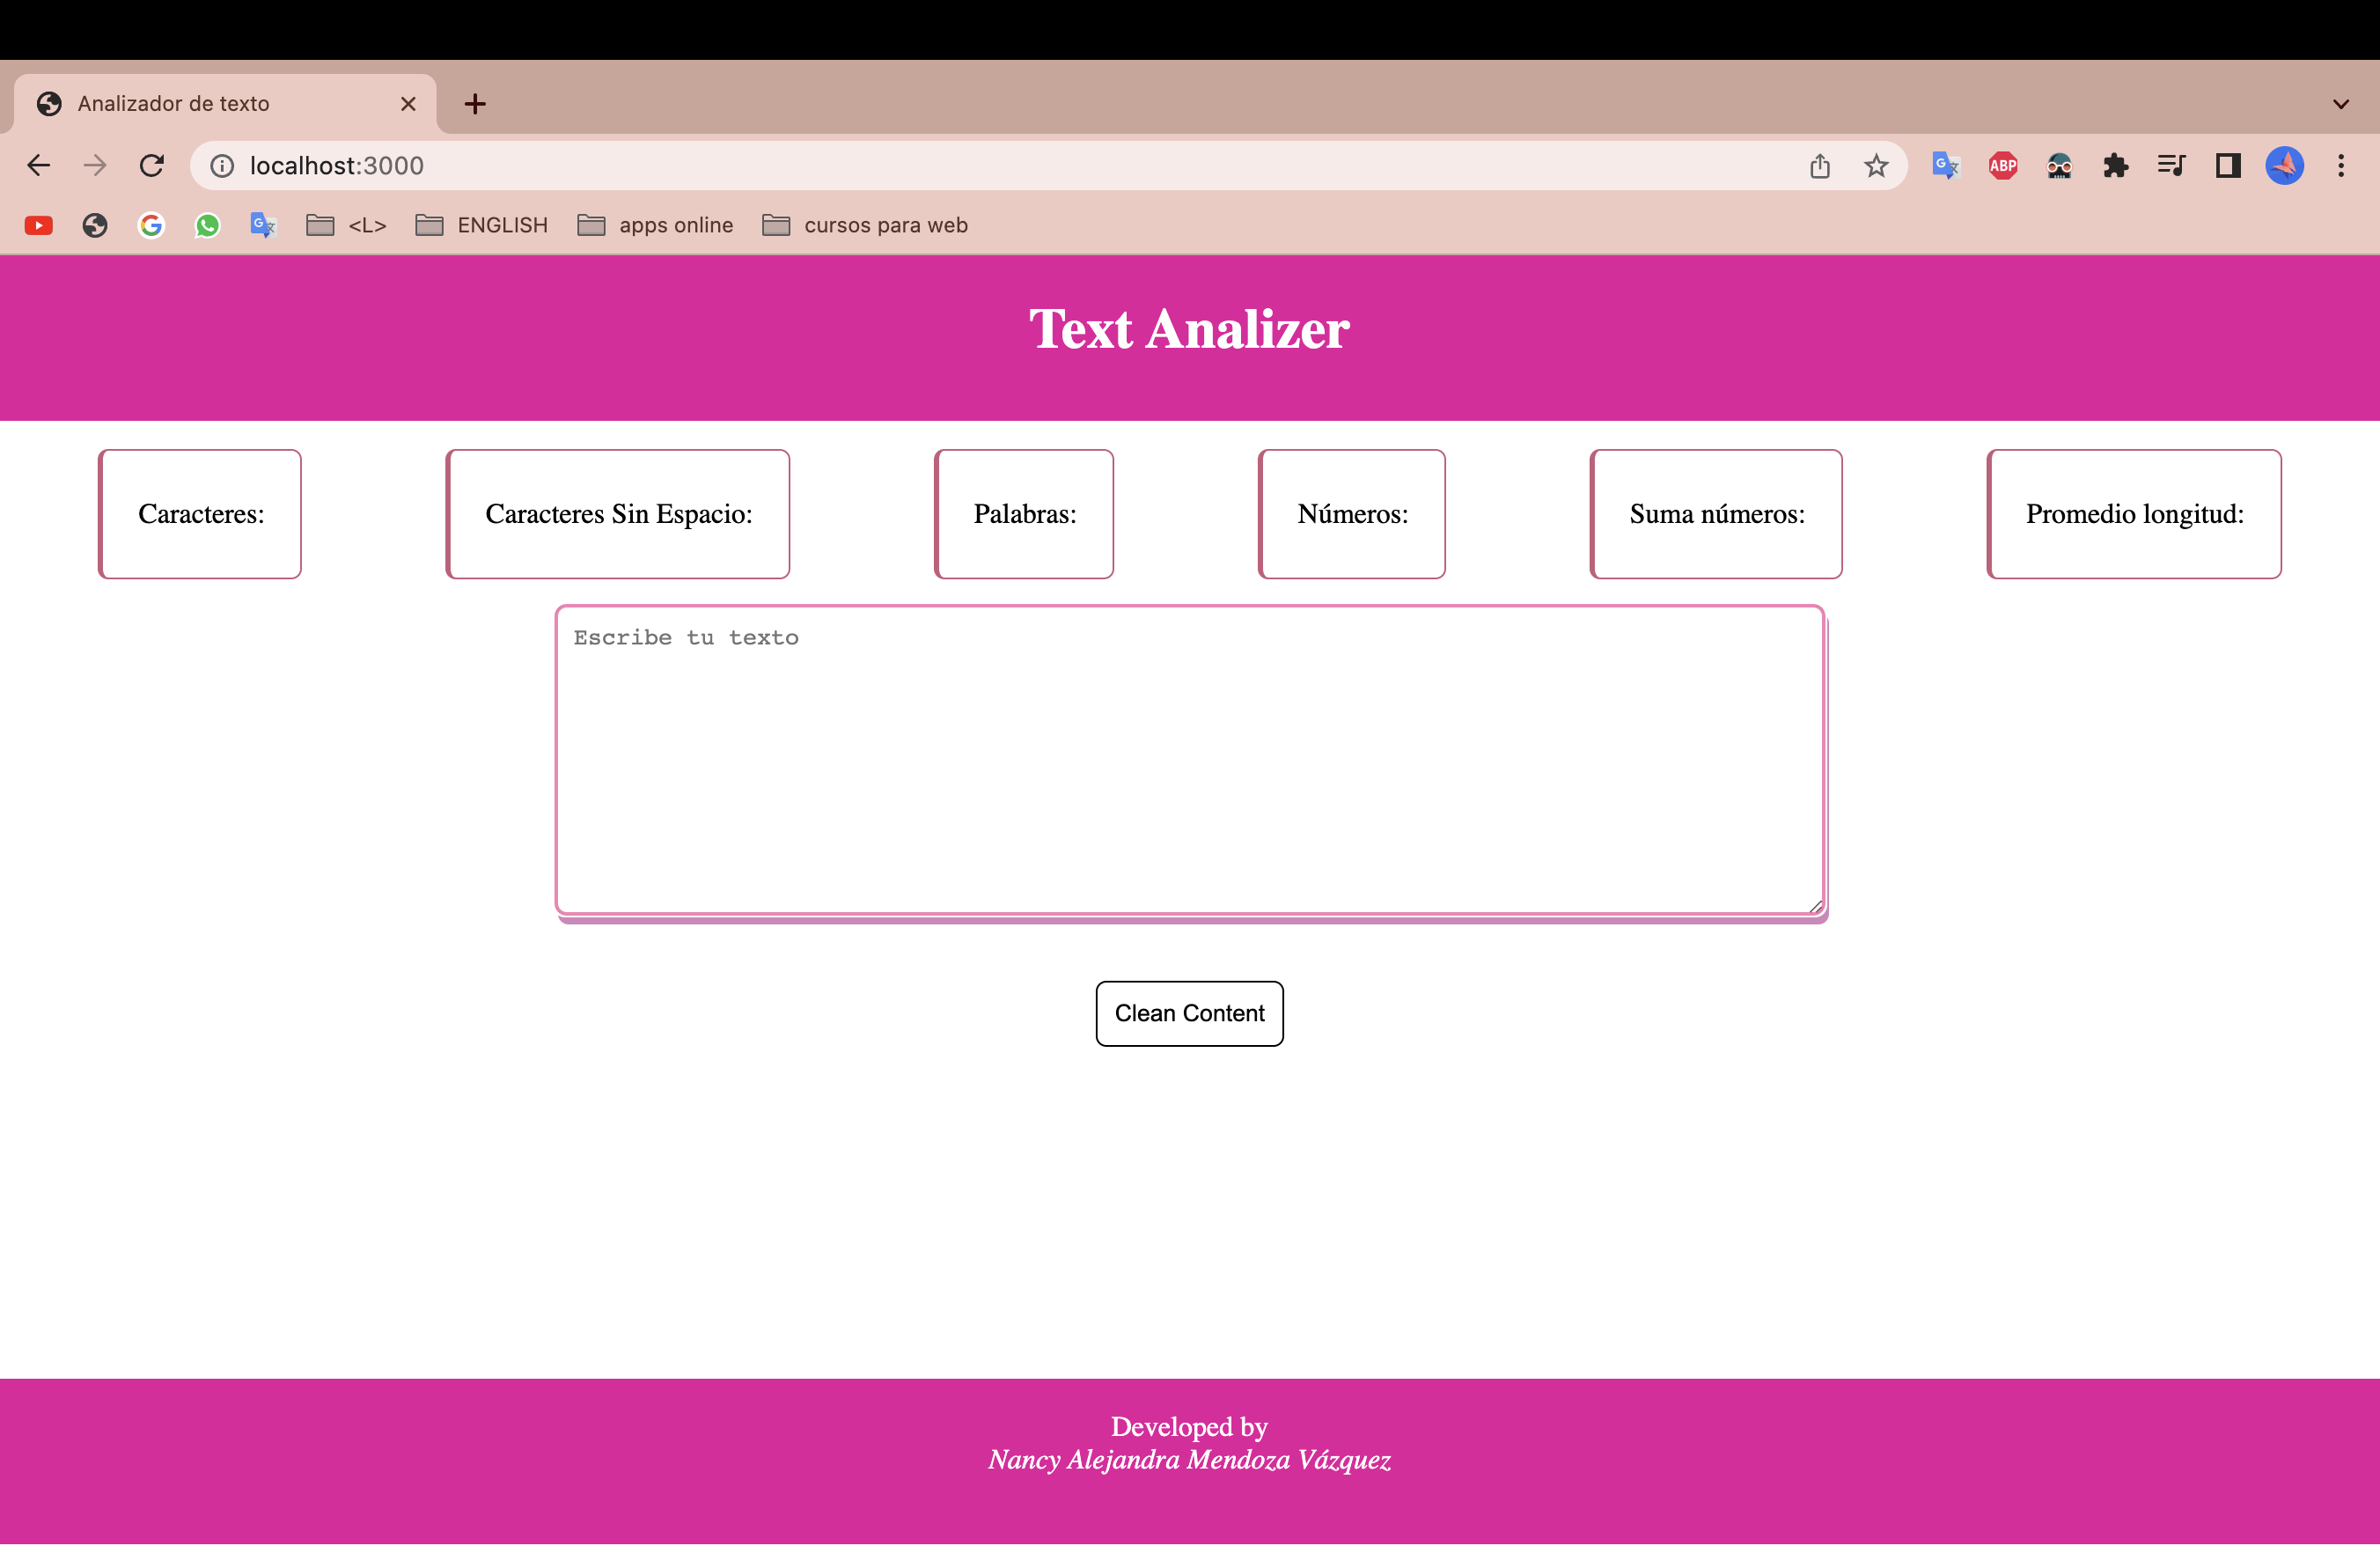 Analizador de texto
localhost:3000
ABP
<L> ENGLISH apps online cursos para web
Text Analizer
Caracteres: Caracteres Sin Espacio: Palabras: Números: Suma números: Promedio longitud:
Escribe tu texto
Clean Content
Developed by
Nancy Alejandra Mendoza Vázquez